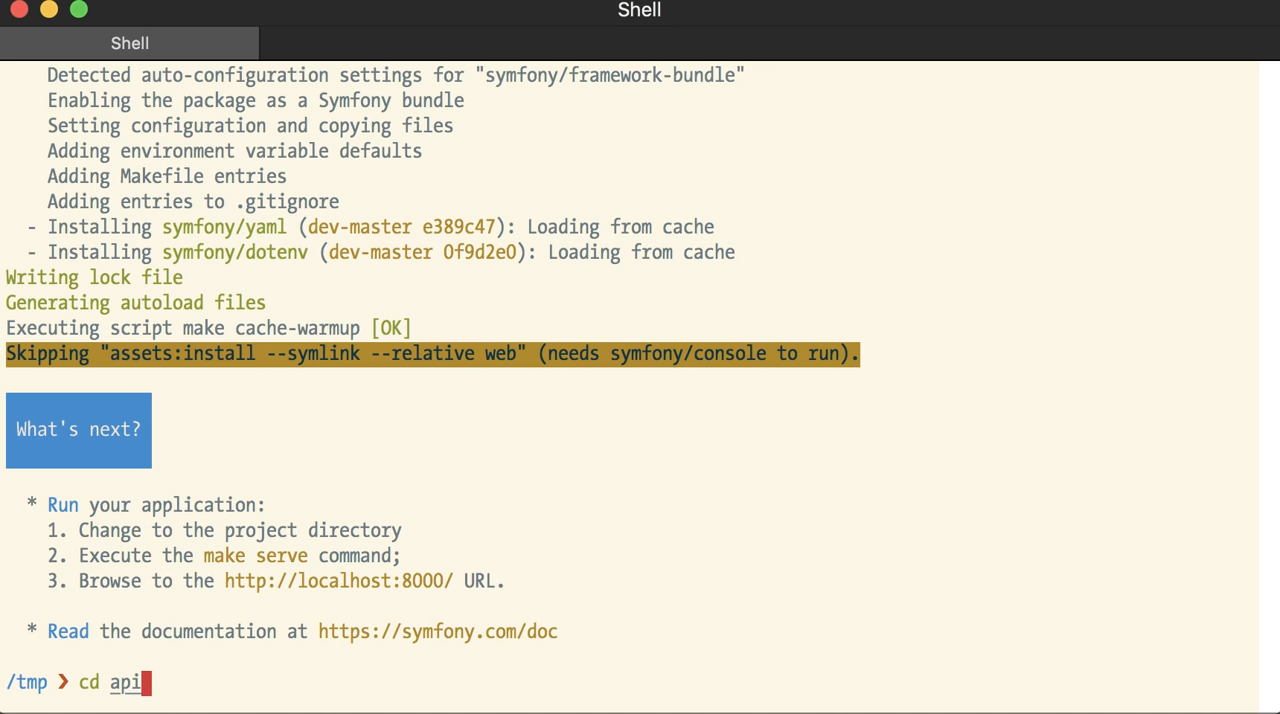 Shell
Shell
Detected auto-configuration settings for "symfony/framework-bundle"
Enabling the package as a Symfony bundle
Setting configuration and copying files
Adding environment variable defaults
Adding Makefile entries
Adding entries to .gitignore
- Installing symfony/yaml (dev-master e389c47): Loading from cache
- Installing symfony/dotenv (dev-master 0f9d2e0): Loading from cache
Writing lock file
Generating autoload files
Executing script make cache-warmup [OK]
Skipping "assets:install --symlink --relative web" (needs symfony/console to run).
What's next?
* Run your application:
1. Change to the project directory
2. Execute the make serve command;
3. Browse to the http://localhost:8000/ URL.
* Read the documentation at https://symfony.com/doc
/tmp ❯ cd api